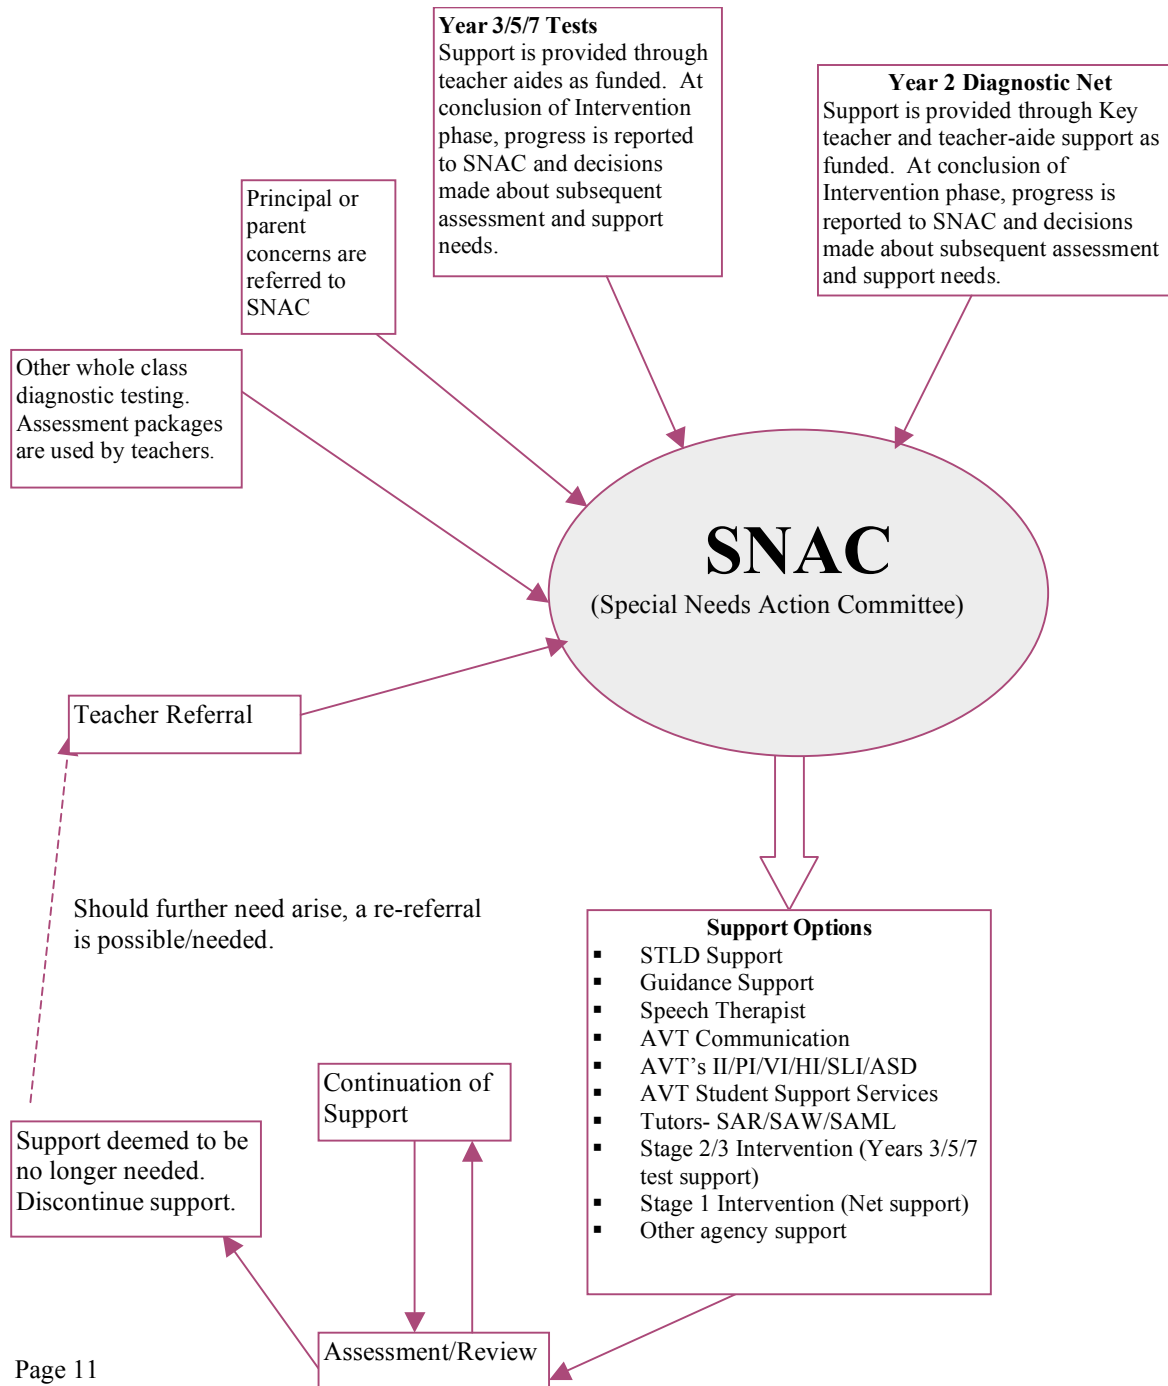 Year 3/5/7 Tests
Support is provided through
teacher aides as funded.  At
conclusion of Intervention
phase, progress is reported
to SNAC and decisions
made about subsequent
assessment and support
needs.
Year 2 Diagnostic Net
Support is provided through Key
teacher and teacher-aide support as
funded.  At conclusion of
Intervention phase, progress is
reported to SNAC and decisions
made about subsequent assessment
and support needs.
Principal or
parent
concerns are
referred to
SNAC
Other whole class
diagnostic testing.
Assessment packages
are used by teachers.
SNAC
(Special Needs Action Committee)
Teacher Referral
Should further need arise, a re-referral
is possible/needed.
Support Options
▪ STLD Support
▪ Guidance Support
▪ Speech Therapist
▪ AVT Communication
▪ AVT’s II/PI/VI/HI/SLI/ASD
▪ AVT Student Support Services
▪ Tutors- SAR/SAW/SAML
▪ Stage 2/3 Intervention (Years 3/5/7
test support)
▪ Stage 1 Intervention (Net support)
▪ Other agency support
Continuation of
Support
Support deemed to be
no longer needed.
Discontinue support.
Assessment/Review
Page 11